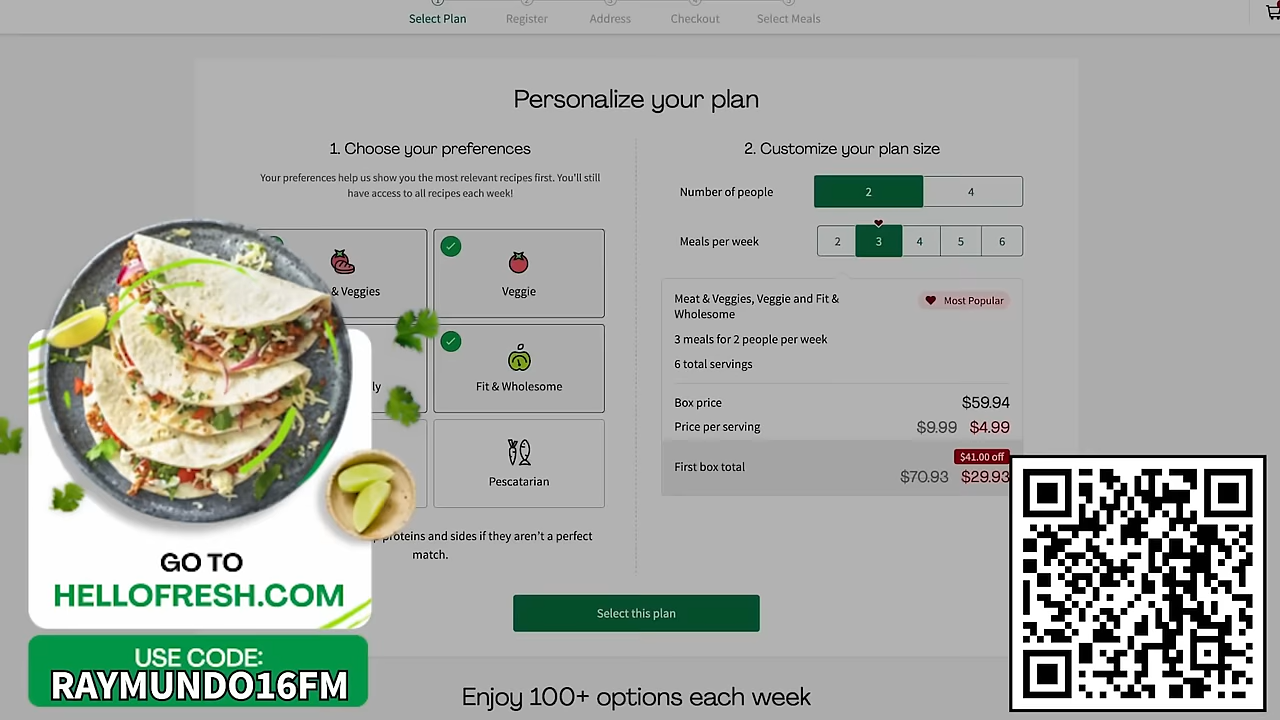 Select Plan
Register
Address
Checkout
Select Meals
Personalize your plan
1. Choose your preferences
Your preferences help us show you the most relevant recipes first. You'll still
have access to all recipes each week!
& Veggies
Veggie
ly
Fit & Wholesome
Pescatarian
proteins and sides if they aren't a perfect
match.
2. Customize your plan size
Number of people
2
4
Meals per week
2
3
4
5
6
Meat & Veggies, Veggie and Fit &
Wholesome
Most Popular
3 meals for 2 people per week
6 total servings
Box price
$59.94
Price per serving
$9.99 $4.99
First box total
$41.00 off
$70.93 $29.93
Select this plan
Enjoy 100+ options each week
GO TO
HELLOFRESH.COM
USE CODE:
RAYMUNDO16FM